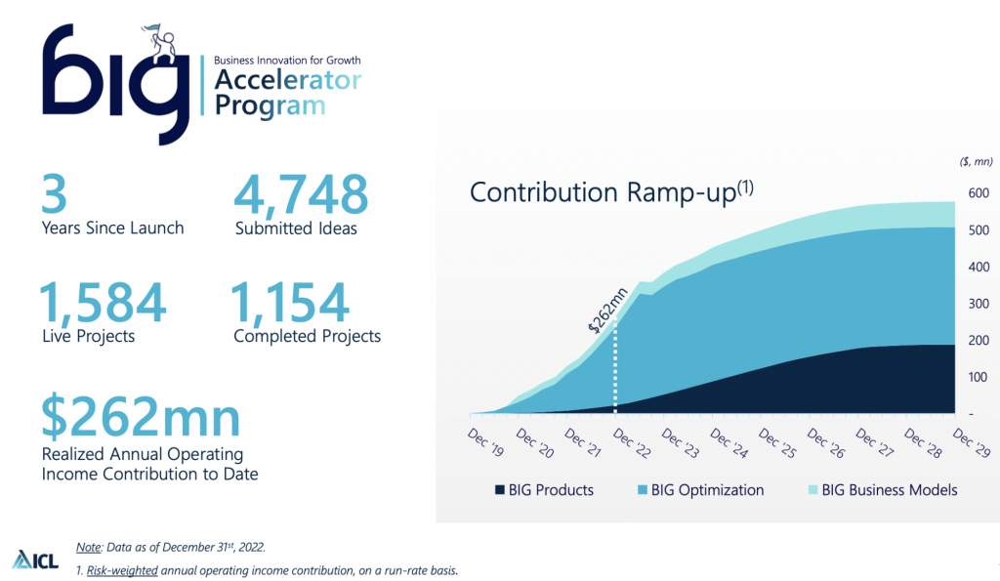 big
Business Innovation for Growth
Accelerator
Program
3
Years Since Launch
4,748
Submitted Ideas
1,584
Live Projects
1,154
Completed Projects
$262mn
Realized Annual Operating
Income Contribution to Date
Contribution Ramp-up(1)
($, mn)
600
500
400
300
200
100
-
$262mn
Dec '19
Dec '20
Dec '21
Dec '22
Dec '23
Dec '24
Dec '25
Dec '26
Dec '27
Dec '28
Dec '29
BIG Products
BIG Optimization
BIG Business Models
ICL
Note: Data as of December 31st, 2022.
1. Risk-weighted annual operating income contribution, on a run-rate basis.